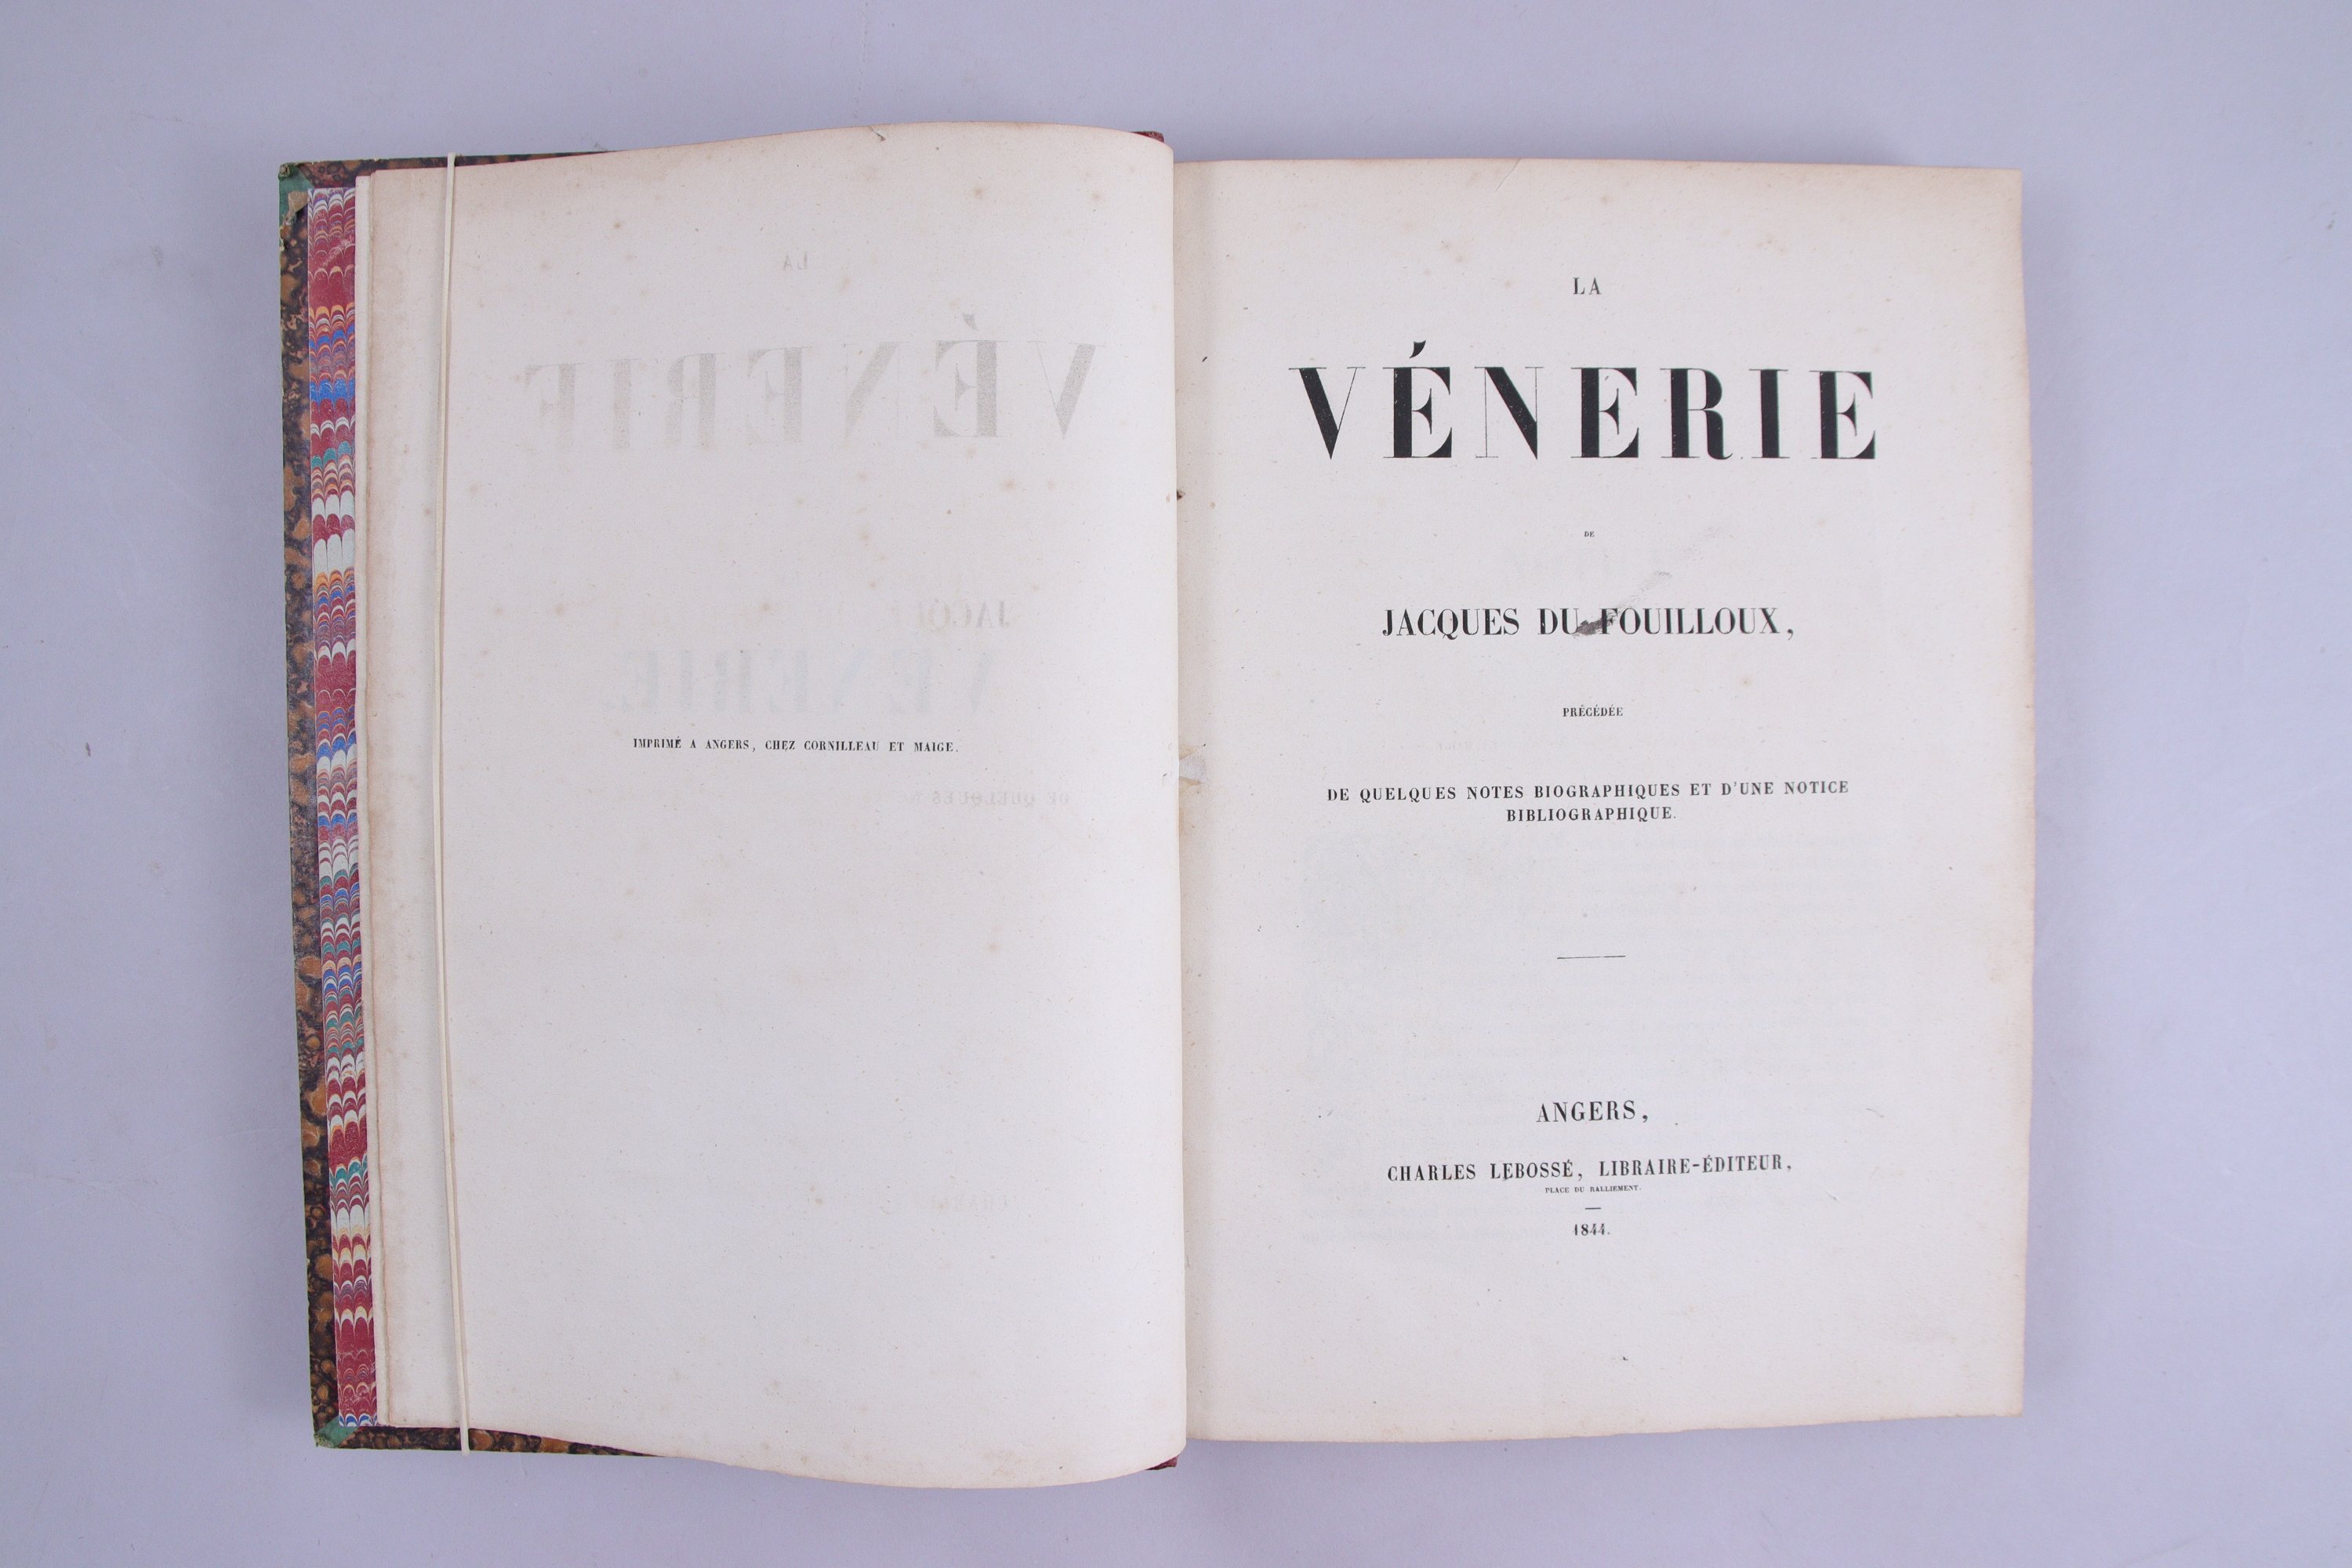 IMPRIMÉ A ANGERS, CHEZ CORNILLEAU ET MAIGE.
LA
VÉNERIE
DE
JACQUES DU FOUILLOUX,
PRÉCÉDÉE
DE QUELQUES NOTES BIOGRAPHIQUES ET D'UNE NOTICE
BIBLIOGRAPHIQUE.
ANGERS,
CHARLES LEBOSSÉ, LIBRAIRE-ÉDITEUR,
PLACE DU RALLIEMENT.
1844.